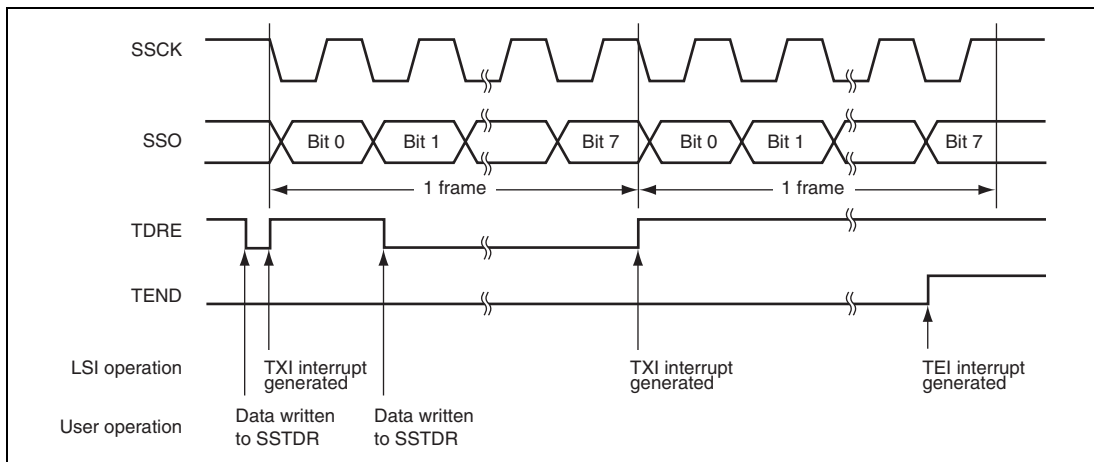 SSCK
SSO
Bit 0
Bit 1
Bit 7
Bit 0
Bit 1
Bit 7
1 frame
1 frame
TDRE
TEND
LSI operation
TXI interrupt
generated
TXI interrupt
generated
TEI interrupt
generated
User operation
Data written
to SSTDR
Data written
to SSTDR